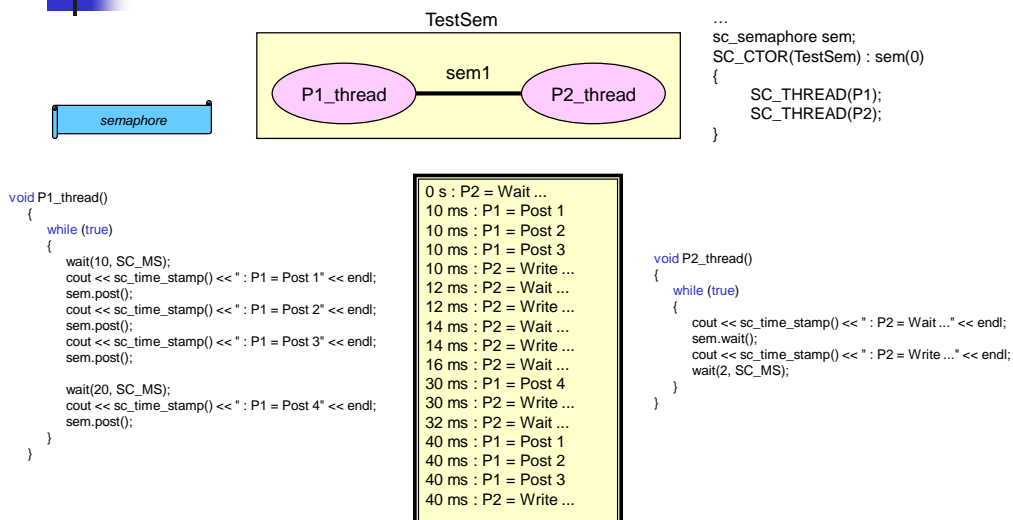 TestSem
P1_thread
sem1
P2_thread
…
sc_semaphore sem;
SC_CTOR(TestSem) : sem(0)
{
SC_THREAD(P1);
SC_THREAD(P2);
}
semaphore
void P1_thread()
{
while (true)
{
wait(10, SC_MS);
cout << sc_time_stamp() << " : P1 = Post 1" << endl;
sem.post();
cout << sc_time_stamp() << " : P1 = Post 2" << endl;
sem.post();
cout << sc_time_stamp() << " : P1 = Post 3" << endl;
sem.post();
wait(20, SC_MS);
cout << sc_time_stamp() << " : P1 = Post 4" << endl;
sem.post();
}
}
0 s : P2 = Wait ...
10 ms : P1 = Post 1
10 ms : P1 = Post 2
10 ms : P1 = Post 3
10 ms : P2 = Write ...
12 ms : P2 = Wait ...
12 ms : P2 = Write ...
14 ms : P2 = Wait ...
14 ms : P2 = Write ...
16 ms : P2 = Wait ...
30 ms : P1 = Post 4
30 ms : P2 = Write ...
32 ms : P2 = Wait ...
40 ms : P1 = Post 1
40 ms : P1 = Post 2
40 ms : P1 = Post 3
40 ms : P2 = Write ...
void P2_thread()
{
while (true)
{
cout << sc_time_stamp() << " : P2 = Wait ..." << endl;
sem.wait();
cout << sc_time_stamp() << " : P2 = Write ..." << endl;
wait(2, SC_MS);
}
}